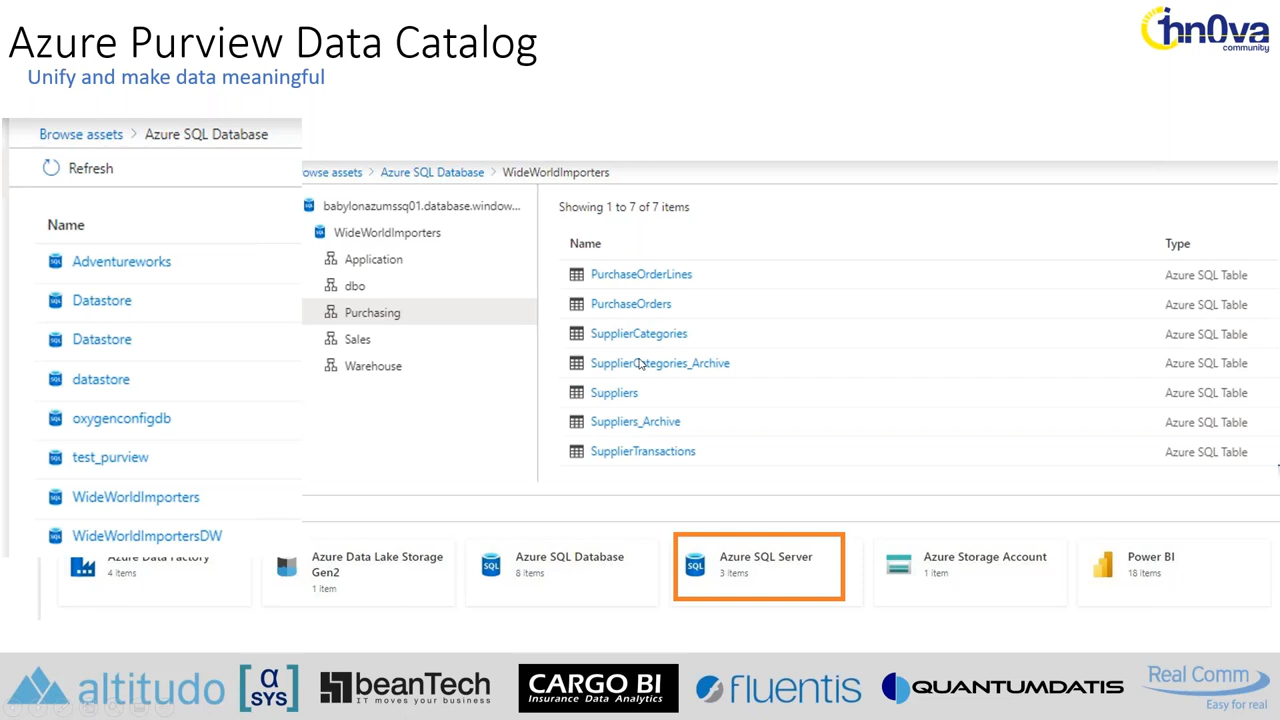 Azure Purview Data Catalog
Unify and make data meaningful
1nn0va
community
Browse assets > Azure SQL Database
Refresh
Name
Adventureworks
Datastore
Datastore
datastore
oxygenconfigdb
test_purview
WideWorldImporters
WideWorldImportersDW
owse assets > Azure SQL Database > WideWorldImporters
babylonazumssq01.database.window...
WideWorldImporters
Application
dbo
Purchasing
Sales
Warehouse
Showing 1 to 7 of 7 items
Name Type
PurchaseOrderLines Azure SQL Table
PurchaseOrders Azure SQL Table
SupplierCategories Azure SQL Table
SupplierCategories_Archive Azure SQL Table
Suppliers Azure SQL Table
Suppliers_Archive Azure SQL Table
SupplierTransactions Azure SQL Table
Azure Data Factory
4 items
Azure Data Lake Storage
Gen2
1 item
Azure SQL Database
8 items
Azure SQL Server
3 items
Azure Storage Account
1 item
Power BI
18 items
altitudo
α
SYS
beanTech
IT moves your business
CARGO BI
Insurance Data Analytics
fluentis
QUANTUMDATIS
Real Comm
Easy for real